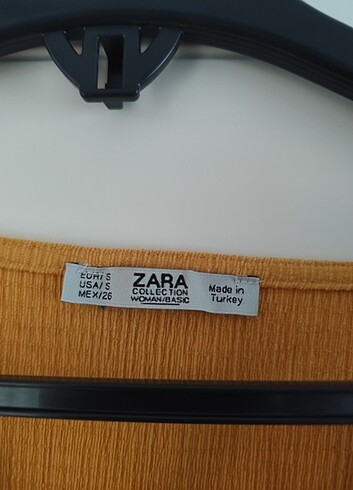 EUR/S
USA/S
MEX/26
ZARA
COLLECTION
WOMAN/BASIC
Made in
Turkey